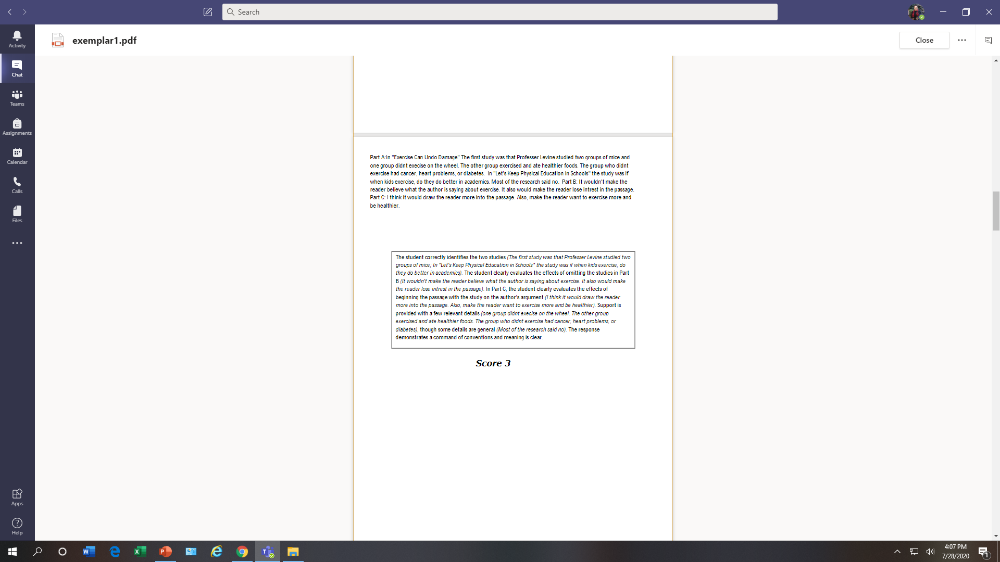 Search
Activity
Chat
Teams
Assignments
Calendar
Calls
Files
Apps
Help
exemplar1.pdf
Close
Part A:In "Exercise Can Undo Damage" The first study was that Professer Levine studied two groups of mice and
one group didnt execise on the wheel. The other group exercised and ate healthier foods. The group who didnt
exercise had cancer, heart problems, or diabetes.  In "Let's Keep Physical Education in Schools" the study was if
when kids exercise, do they do better in academics. Most of the research said no.  Part B: It wouldn't make the
reader believe what the author is saying about exercise. It also would make the reader lose intrest in the passage.
Part C: I think it would draw the reader more into the passage. Also, make the reader want to exercise more and
be healthier.
The student correctly identifies the two studies (The first study was that Professer Levine studied two
groups of mice; In "Let's Keep Physical Education in Schools" the study was if when kids exercise, do
they do better in academics). The student clearly evaluates the effects of omitting the studies in Part
B (It wouldn't make the reader believe what the author is saying about exercise. It also would make
the reader lose intrest in the passage). In Part C, the student clearly evaluates the effects of
beginning the passage with the study on the author's argument (I think it would draw the reader
more into the passage. Also, make the reader want to exercise more and be healthier). Support is
provided with a few relevant details (one group didnt execise on the wheel. The other group
exercised and ate healthier foods. The group who didnt exercise had cancer, heart problems, or
diabetes), though some details are general (Most of the research said no). The response
demonstrates a command of conventions and meaning is clear.
Score 3
4:07 PM
7/28/2020
1